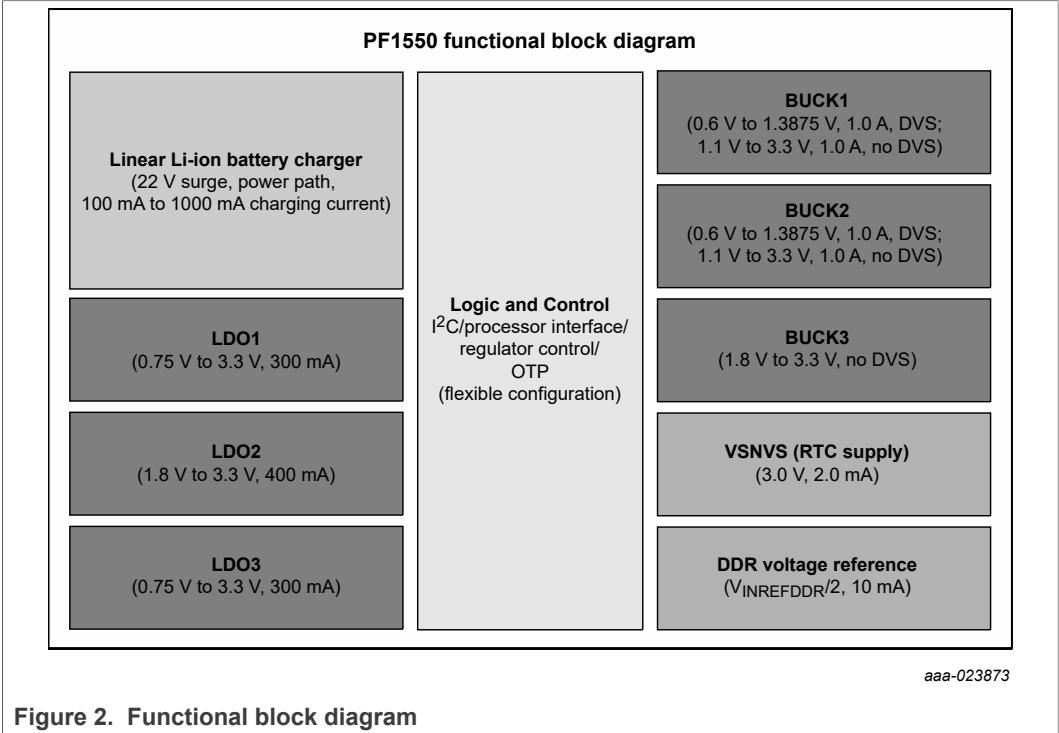 PF1550 functional block diagram
Linear Li-ion battery charger
(22 V surge, power path,
100 mA to 1000 mA charging current)
LDO1
(0.75 V to 3.3 V, 300 mA)
LDO2
(1.8 V to 3.3 V, 400 mA)
LDO3
(0.75 V to 3.3 V, 300 mA)
Logic and Control
I2C/processor interface/
regulator control/
OTP
(flexible configuration)
BUCK1
(0.6 V to 1.3875 V, 1.0 A, DVS;
1.1 V to 3.3 V, 1.0 A, no DVS)
BUCK2
(0.6 V to 1.3875 V, 1.0 A, DVS;
1.1 V to 3.3 V, 1.0 A, no DVS)
BUCK3
(1.8 V to 3.3 V, no DVS)
VSNVS (RTC supply)
(3.0 V, 2.0 mA)
DDR voltage reference
(VINREFDDR/2, 10 mA)
aaa-023873
Figure 2. Functional block diagram